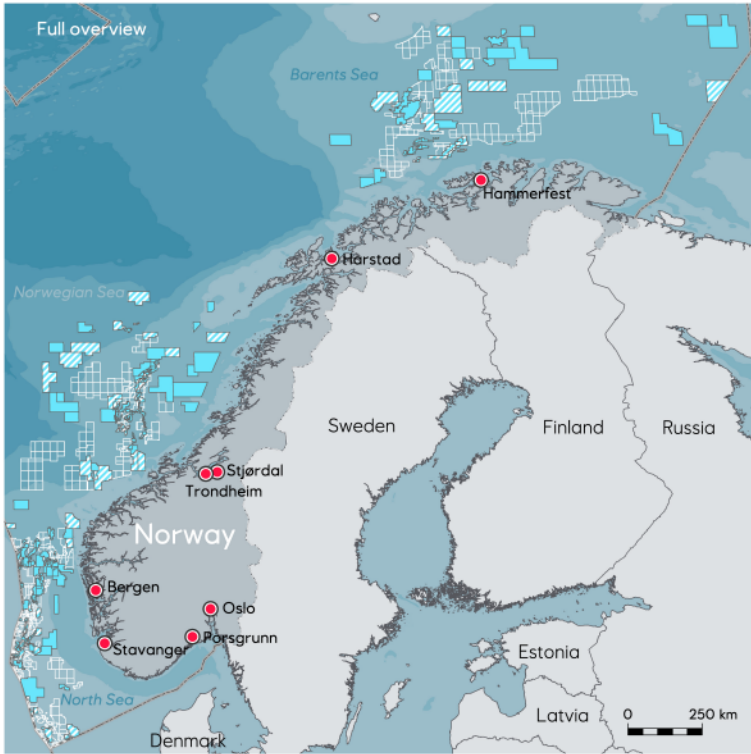 Full overview
Barents Sea
Hammerfest
Harstad
Norwegian Sea
Sweden
Finland
Russia
Stjørdal
Trondheim
Norway
Bergen
Oslo
Porsgrunn
Stavanger
Estonia
North Sea
Latvia
0 250 km
Denmark